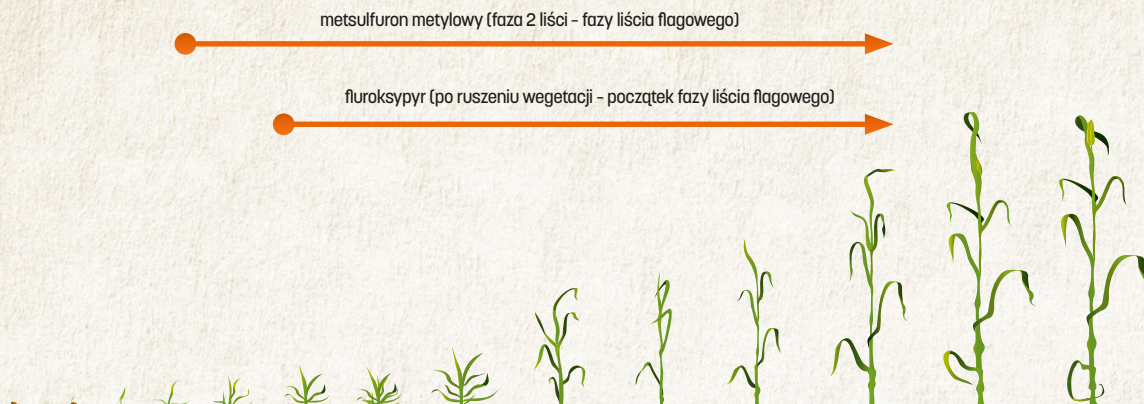 metsulfuron metylowy (faza 2 liści – fazy liścia flagowego)
fluroksypyr (po ruszeniu wegetacji – początek fazy liścia flagowego)